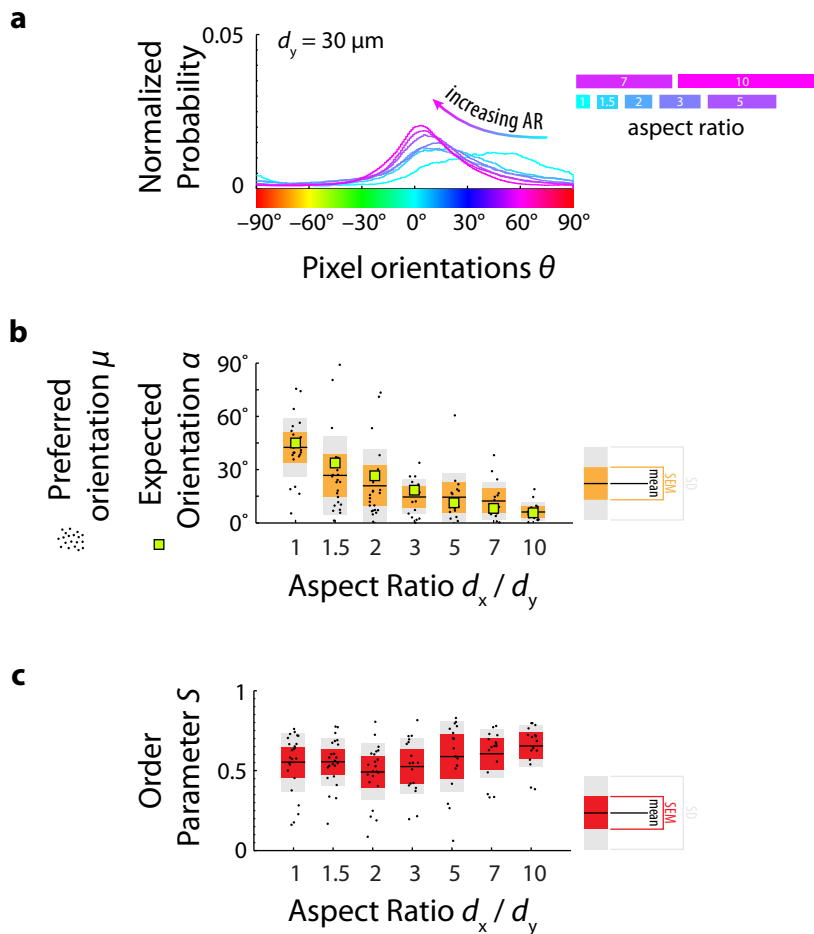 a
Normalized
Probability
0.05
0
dy = 30 µm
increasing AR
7 10
1 1.5 2 3 5
aspect ratio
–90° –60° –30° 0° 30° 60° 90°
Pixel orientations θ
b
Preferred
orientation µ
Expected
Orientation α
90°
60°
30°
0°
1 1.5 2 3 5 7 10
Aspect Ratio dx / dy
mean
SEM
SD
c
Order
Parameter S
1
0.5
0
1 1.5 2 3 5 7 10
Aspect Ratio dx / dy
mean
SEM
SD